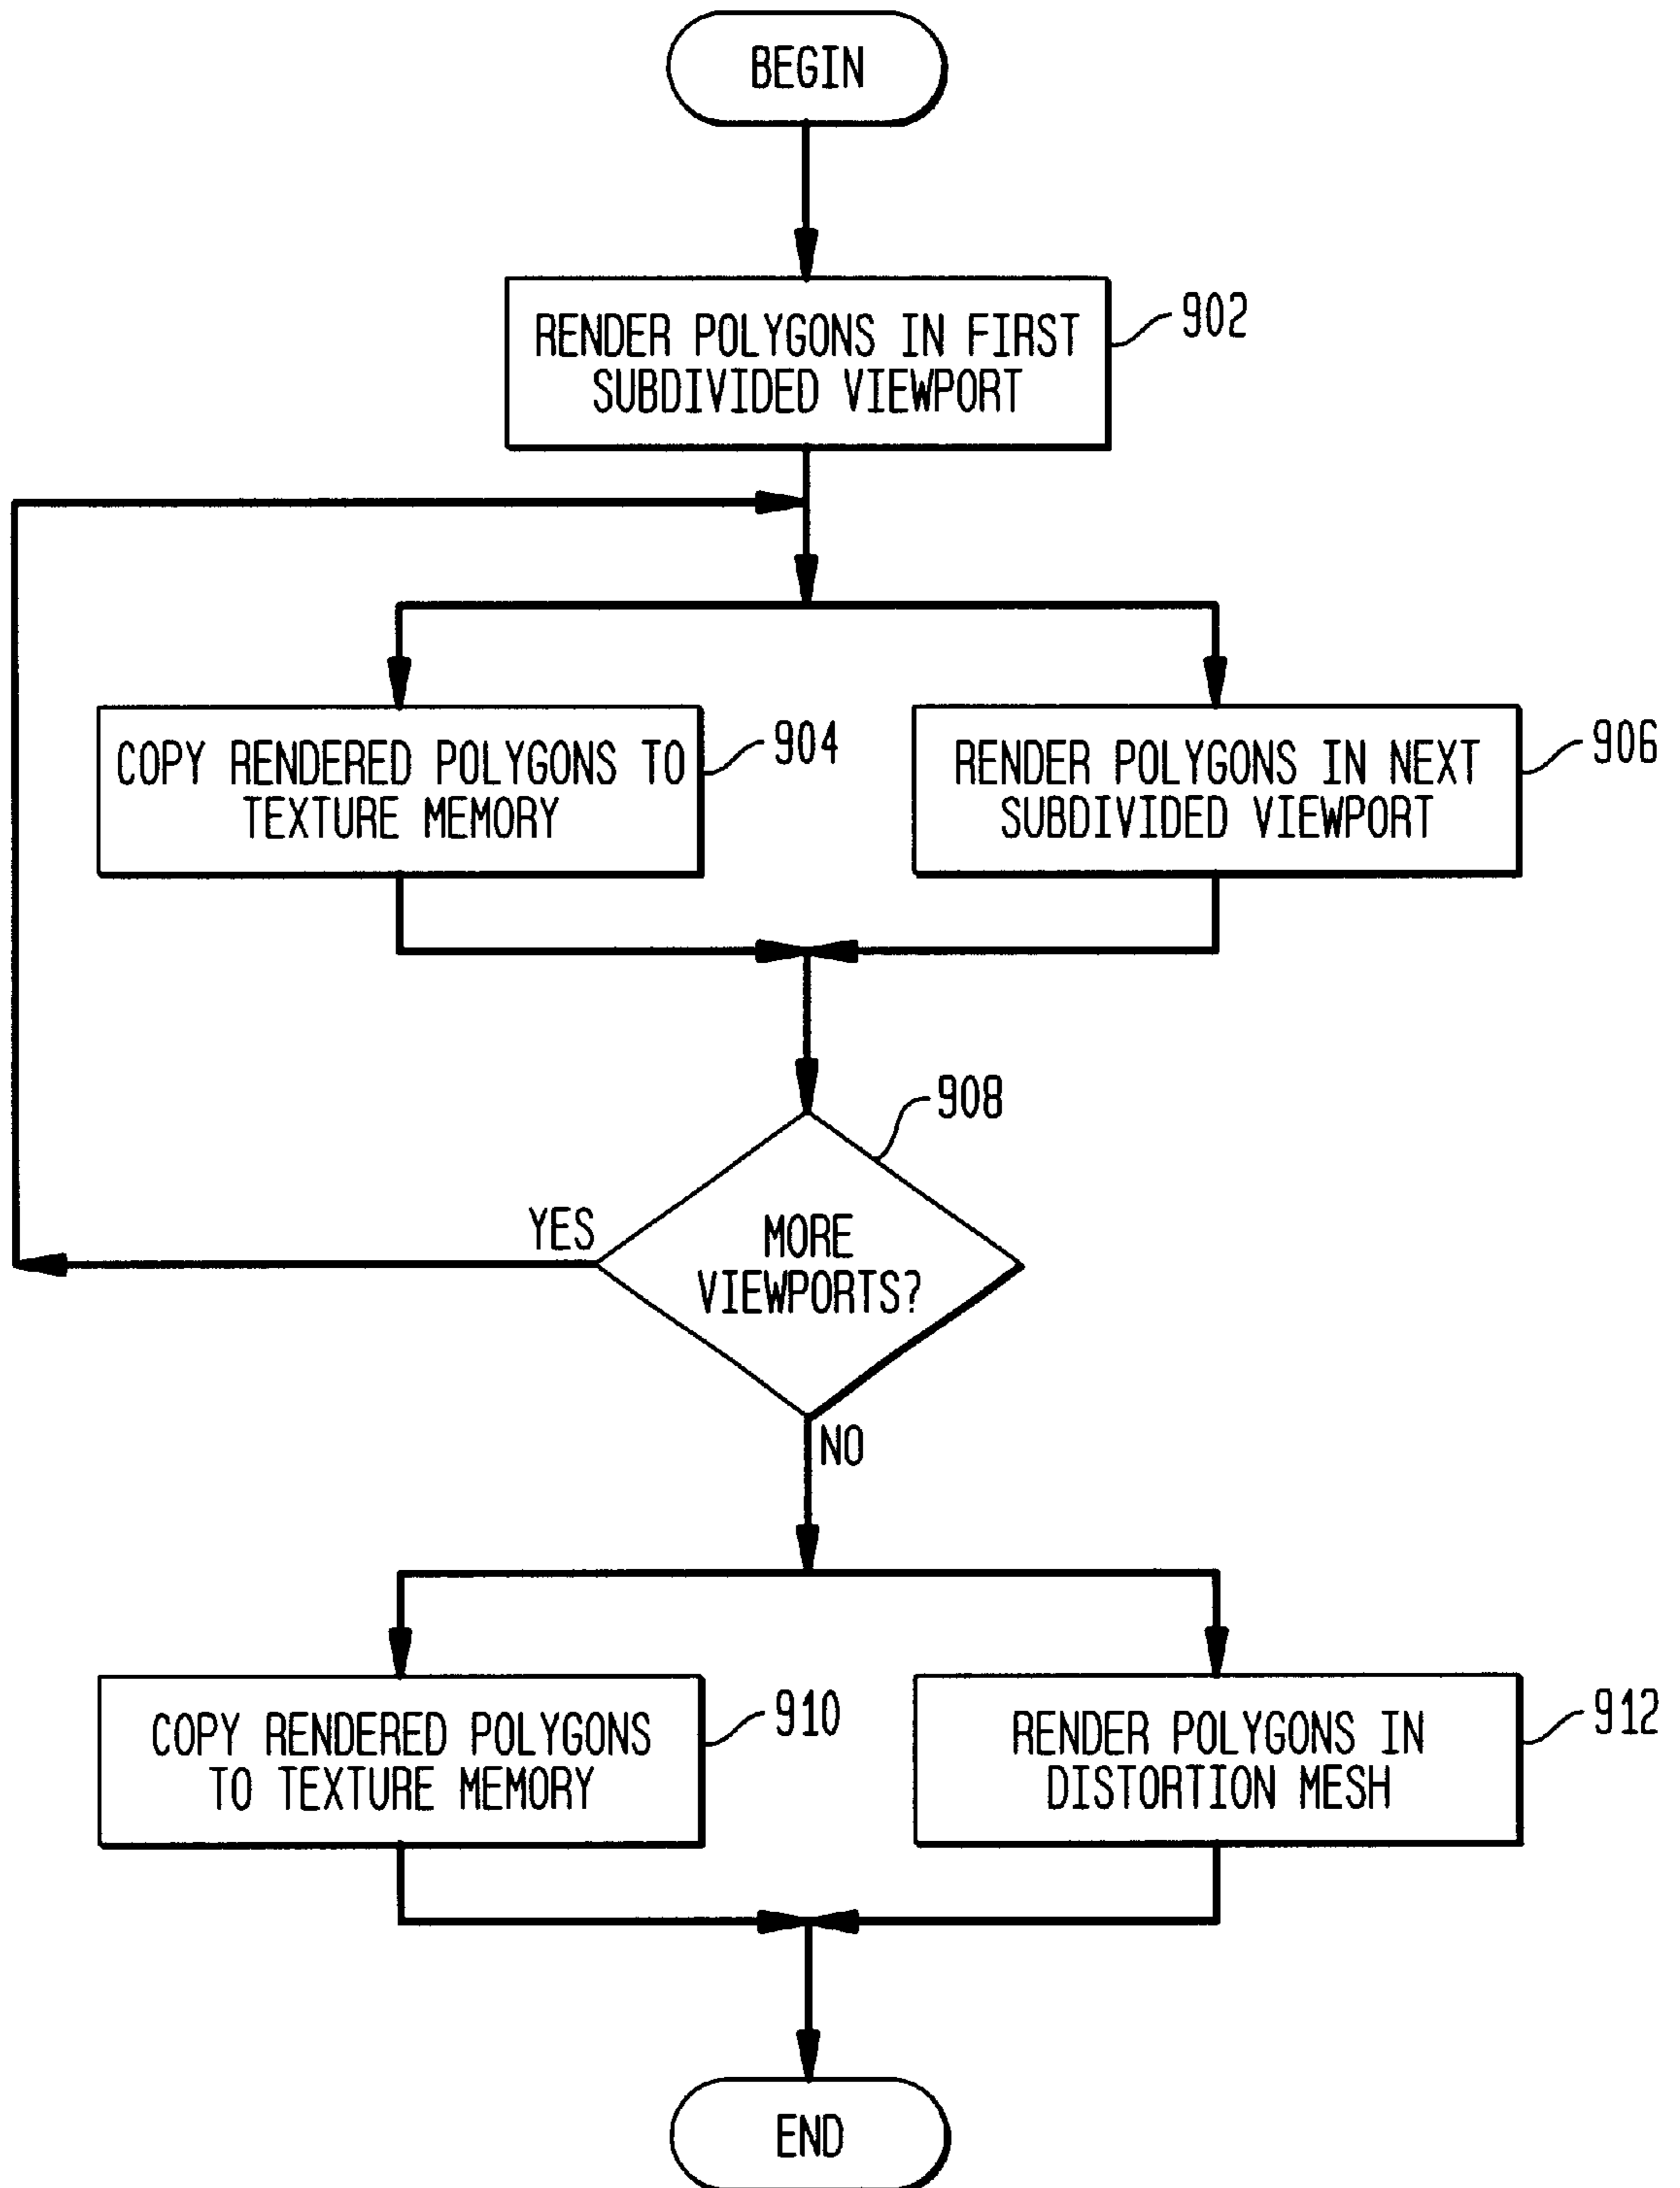 BEGIN
RENDER POLYGONS IN FIRST
SUBDIVIDED VIEWPORT
902
COPY RENDERED POLYGONS TO
TEXTURE MEMORY
904
RENDER POLYGONS IN NEXT
SUBDIVIDED VIEWPORT
906
908
YES
MORE
VIEWPORTS?
NO
COPY RENDERED POLYGONS
TO TEXTURE MEMORY
910
RENDER POLYGONS IN
DISTORTION MESH
912
END